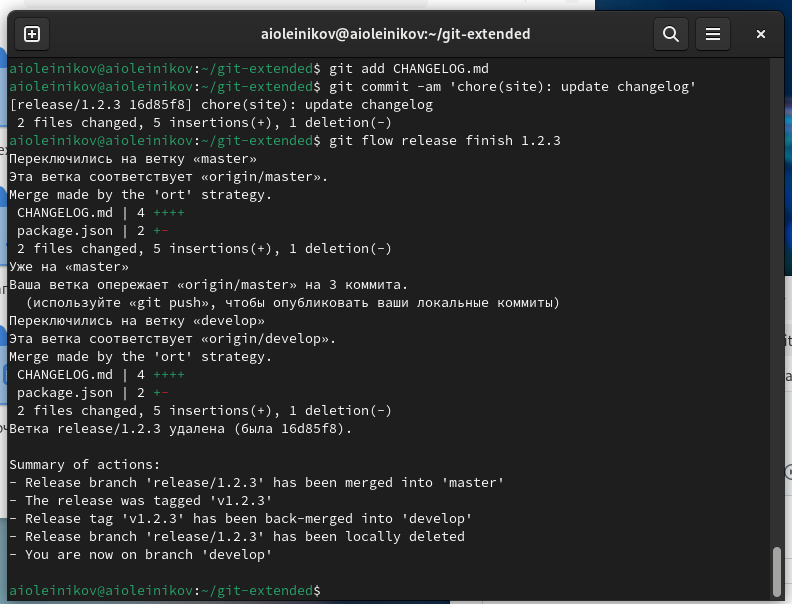 aioleinikov@aioleinikov:~/git-extended
aioleinikov@aioleinikov:~/git-extended$ git add CHANGELOG.md
aioleinikov@aioleinikov:~/git-extended$ git commit -am 'chore(site): update changelog'
[release/1.2.3 16d85f8] chore(site): update changelog
 2 files changed, 5 insertions(+), 1 deletion(-)
aioleinikov@aioleinikov:~/git-extended$ git flow release finish 1.2.3
Переключились на ветку «master»
Эта ветка соответствует «origin/master».
Merge made by the 'ort' strategy.
 CHANGELOG.md | 4 ++++
 package.json | 2 +-
 2 files changed, 5 insertions(+), 1 deletion(-)
Уже на «master»
Ваша ветка опережает «origin/master» на 3 коммита.
  (используйте «git push», чтобы опубликовать ваши локальные коммиты)
Переключились на ветку «develop»
Эта ветка соответствует «origin/develop».
Merge made by the 'ort' strategy.
 CHANGELOG.md | 4 ++++
 package.json | 2 +-
 2 files changed, 5 insertions(+), 1 deletion(-)
Ветка release/1.2.3 удалена (была 16d85f8).

Summary of actions:
- Release branch 'release/1.2.3' has been merged into 'master'
- The release was tagged 'v1.2.3'
- Release tag 'v1.2.3' has been back-merged into 'develop'
- Release branch 'release/1.2.3' has been locally deleted
- You are now on branch 'develop'

aioleinikov@aioleinikov:~/git-extended$